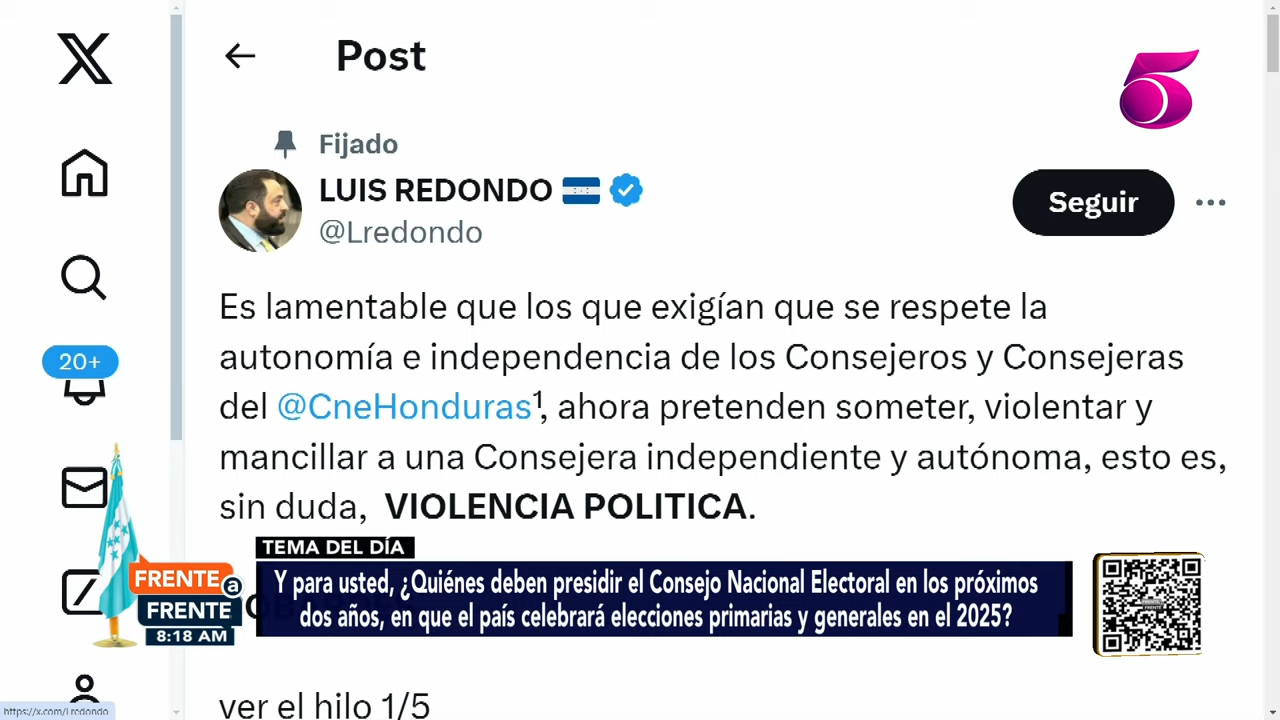 Post
5
Fijado
LUIS REDONDO
@Lredondo
Seguir
Es lamentable que los que exigían que se respete la
autonomía e independencia de los Consejeros y Consejeras
del @CneHonduras¹, ahora pretenden someter, violentar y
mancillar a una Consejera independiente y autónoma, esto es,
sin duda, VIOLENCIA POLITICA.
20+
TEMA DEL DÍA
Y para usted, ¿Quiénes deben presidir el Consejo Nacional Electoral en los próximos
dos años, en que el país celebrará elecciones primarias y generales en el 2025?
FRENTE a
FRENTE
8:18 AM
ver el hilo 1/5
https://x.com/Lredondo